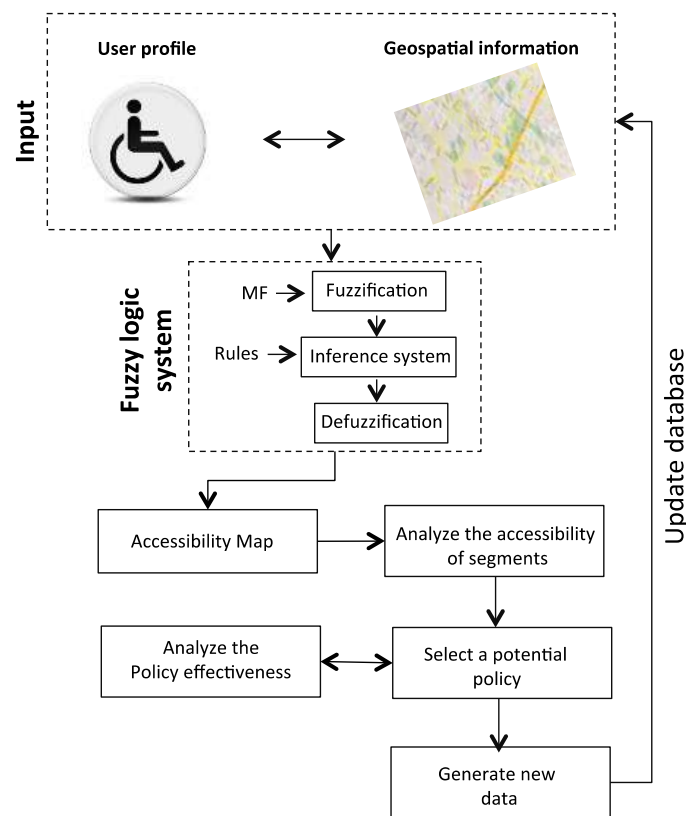 User profile
Geospatial information
Input
Fuzzy logic
system
MF
Fuzzification
Rules
Inference system
Defuzzification
Update database
Accessibility Map
Analyze the accessibility
of segments
Analyze the
Policy effectiveness
Select a potential
policy
Generate new
data